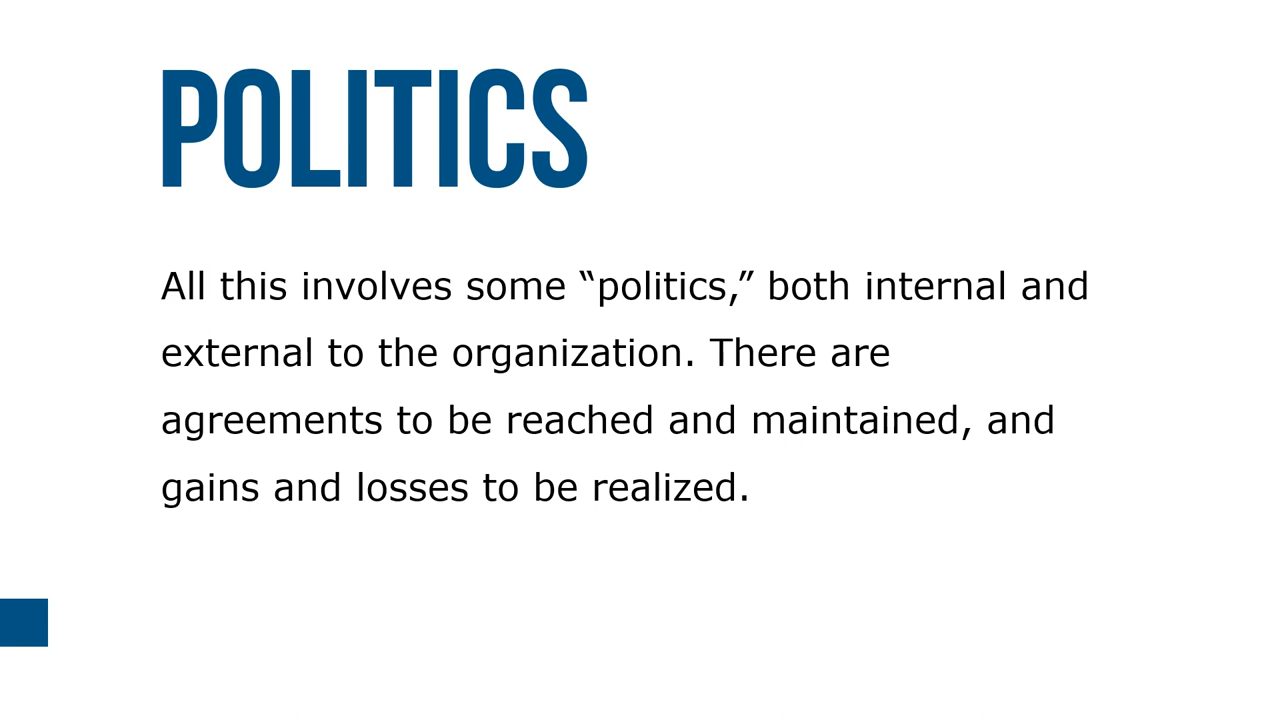 POLITICS
All this involves some “politics,” both internal and
external to the organization. There are
agreements to be reached and maintained, and
gains and losses to be realized.